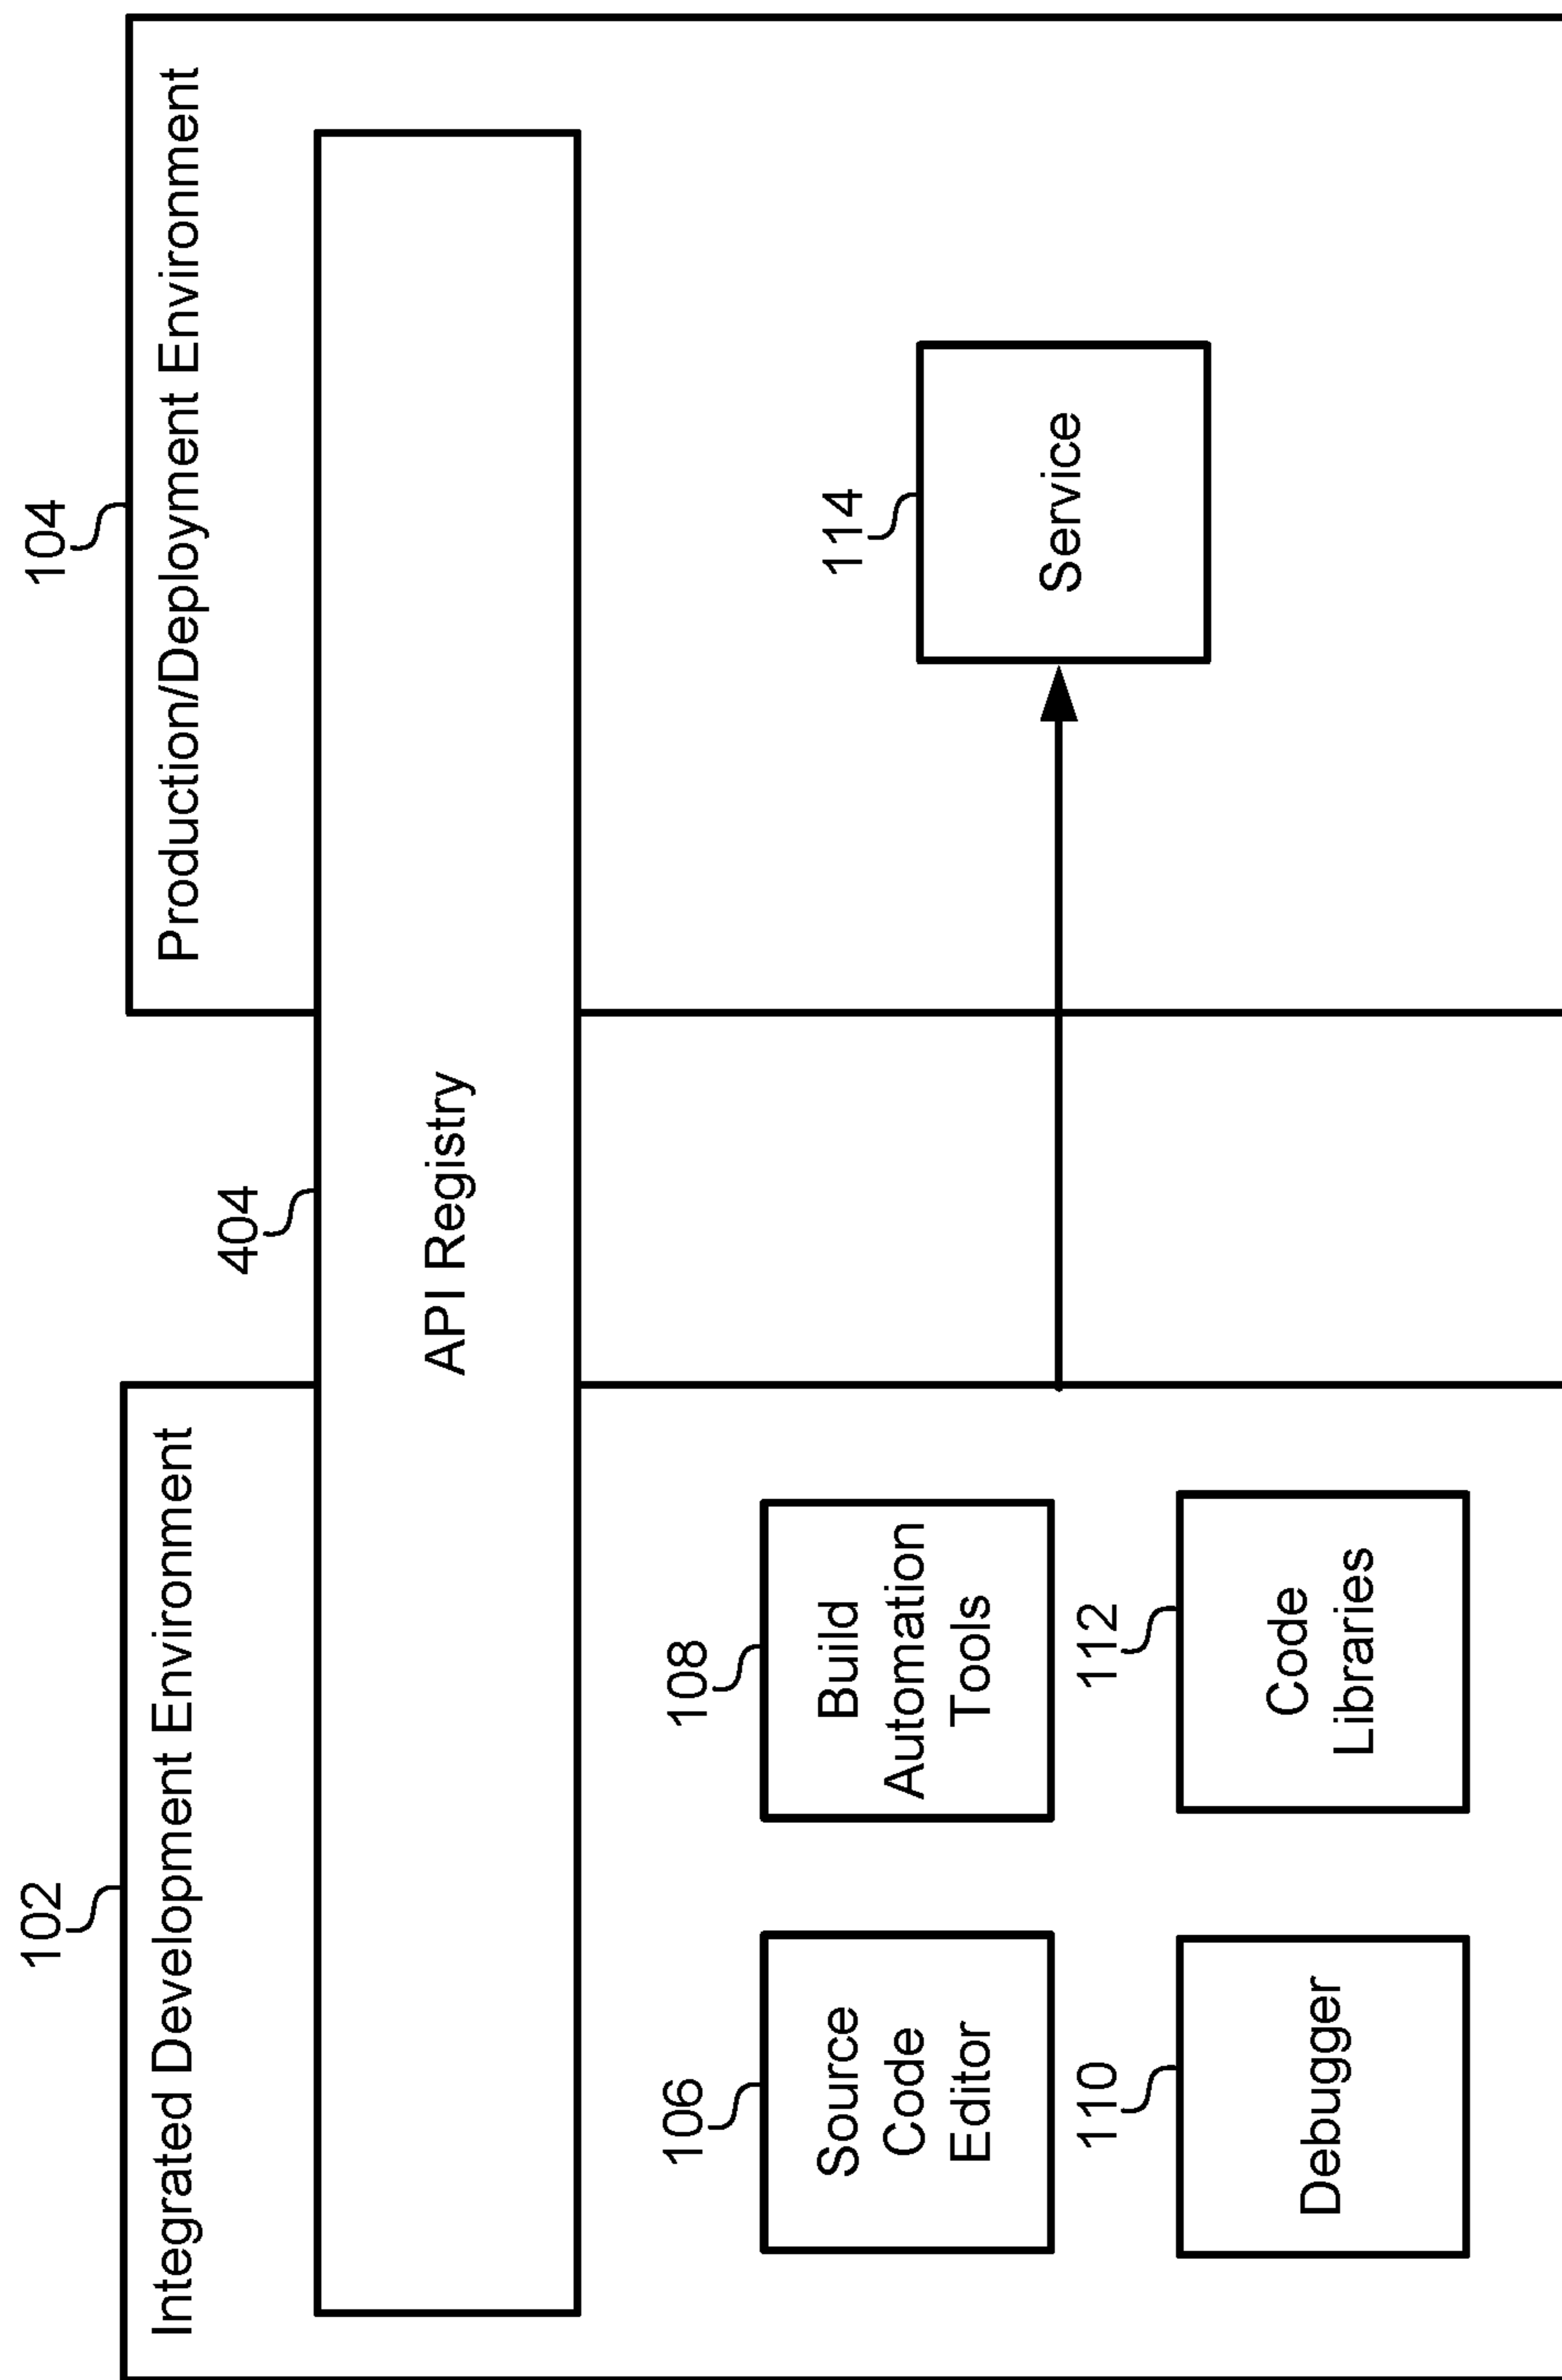 102
Integrated Development Environment
104
Production/Deployment Environment
404
API Registry
106
Source
Code
Editor
108
Build
Automation
Tools
114
Service
110
Debugger
112
Code
Libraries